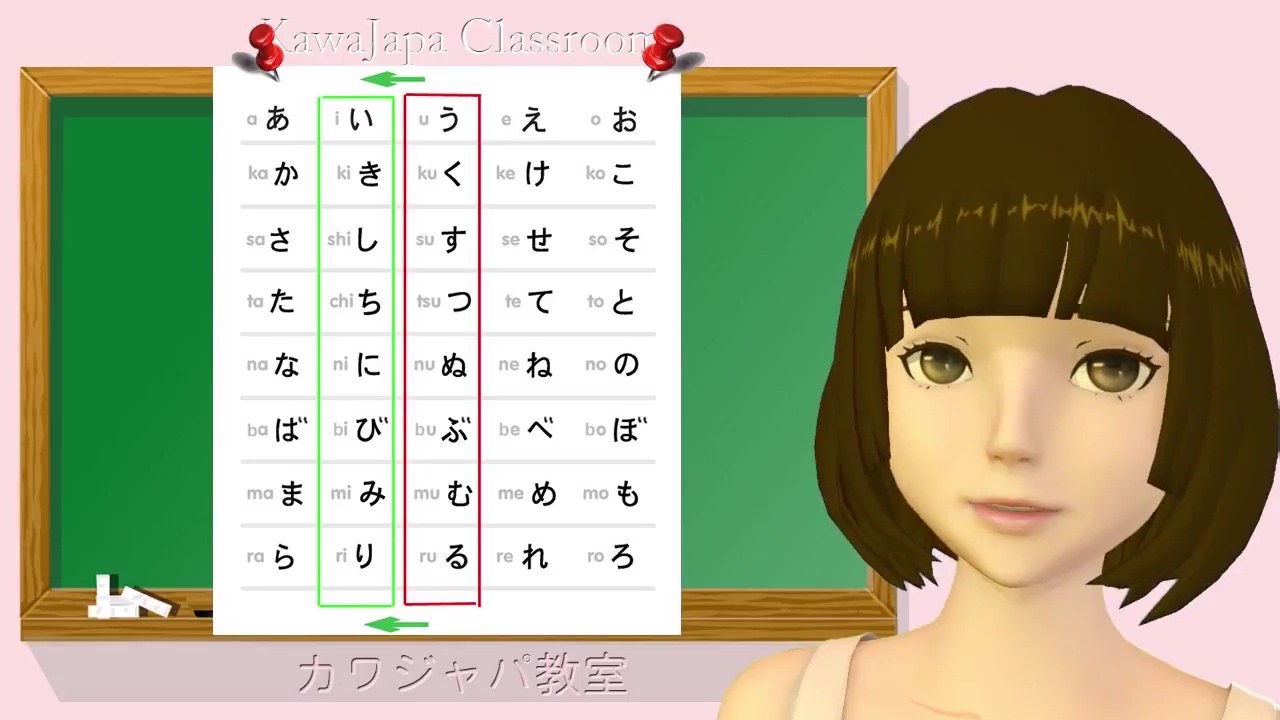 KawaJapa Classroom
a あ i い u う e え o お
ka か ki き ku く ke け ko こ
sa さ shi し su す se せ so そ
ta た chi ち tsu つ te て to と
na な ni に nu ぬ ne ね no の
ba ば bi び bu ぶ be べ bo ぼ
ma ま mi み mu む me め mo も
ra ら ri り ru る re れ ro ろ
カワジャパ教室